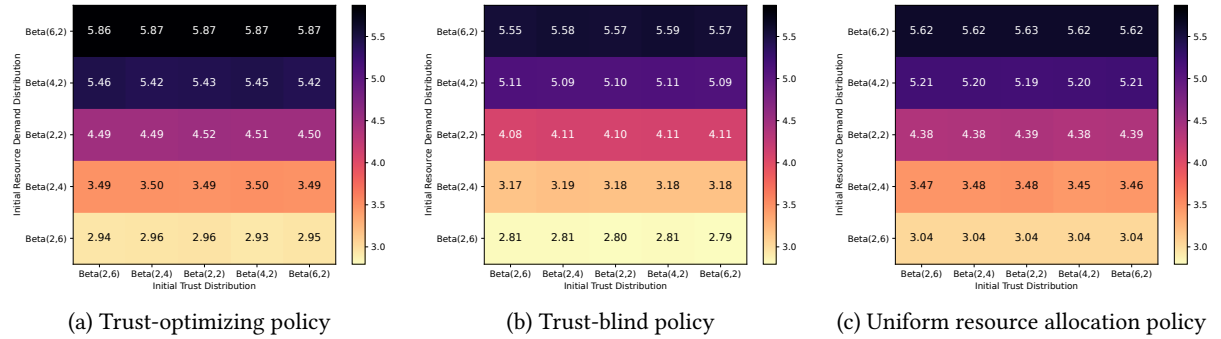 Initial Resource Demand Distribution
Beta(6,2) 5.86 5.87 5.87 5.87 5.87
Beta(4,2) 5.46 5.42 5.43 5.45 5.42
Beta(2,2) 4.49 4.49 4.52 4.51 4.50
Beta(2,4) 3.49 3.50 3.49 3.50 3.49
Beta(2,6) 2.94 2.96 2.96 2.93 2.95
Beta(2,6) Beta(2,4) Beta(2,2) Beta(4,2) Beta(6,2)
Initial Trust Distribution
5.5
5.0
4.5
4.0
3.5
3.0
(a) Trust-optimizing policy
Initial Resource Demand Distribution
Beta(6,2) 5.55 5.58 5.57 5.59 5.57
Beta(4,2) 5.11 5.09 5.10 5.11 5.09
Beta(2,2) 4.08 4.11 4.10 4.11 4.11
Beta(2,4) 3.17 3.19 3.18 3.18 3.18
Beta(2,6) 2.81 2.81 2.80 2.81 2.79
Beta(2,6) Beta(2,4) Beta(2,2) Beta(4,2) Beta(6,2)
Initial Trust Distribution
5.5
5.0
4.5
4.0
3.5
3.0
(b) Trust-blind policy
Initial Resource Demand Distribution
Beta(6,2) 5.62 5.62 5.63 5.62 5.62
Beta(4,2) 5.21 5.20 5.19 5.20 5.21
Beta(2,2) 4.38 4.38 4.39 4.38 4.39
Beta(2,4) 3.47 3.48 3.48 3.45 3.46
Beta(2,6) 3.04 3.04 3.04 3.04 3.04
Beta(2,6) Beta(2,4) Beta(2,2) Beta(4,2) Beta(6,2)
Initial Trust Distribution
5.5
5.0
4.5
4.0
3.5
3.0
(c) Uniform resource allocation policy